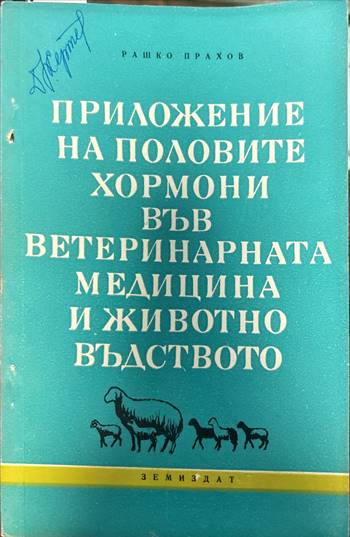 РАШКО ПРАХОВ
ПРИЛОЖЕНИЕ
НА ПОЛОВИТЕ
ХОРМОНИ
ВЪВ
ВЕТЕРИНАРНАТА
МЕДИЦИНА
И ЖИВОТНО
ВЪДСТВОТО
ЗЕМИЗДАТ